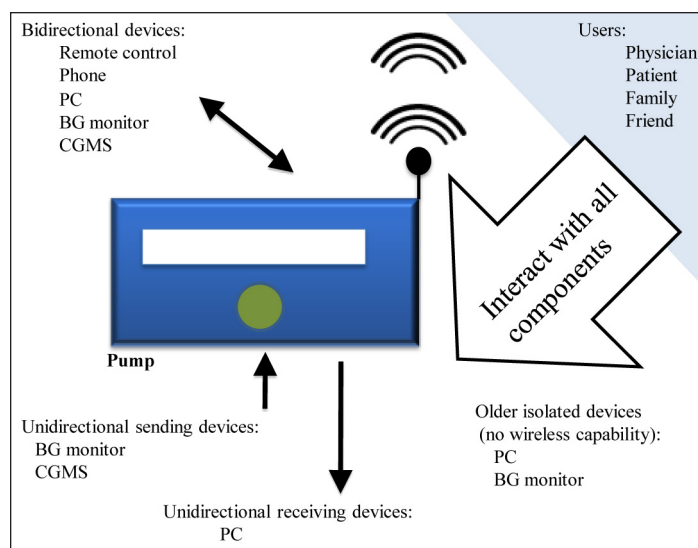 Bidirectional devices:
Remote control
Phone
PC
BG monitor
CGMS
Users:
Physician
Patient
Family
Friend
Interact with all
components
Pump
Unidirectional sending devices:
BG monitor
CGMS
Unidirectional receiving devices:
PC
Older isolated devices
(no wireless capability):
PC
BG monitor